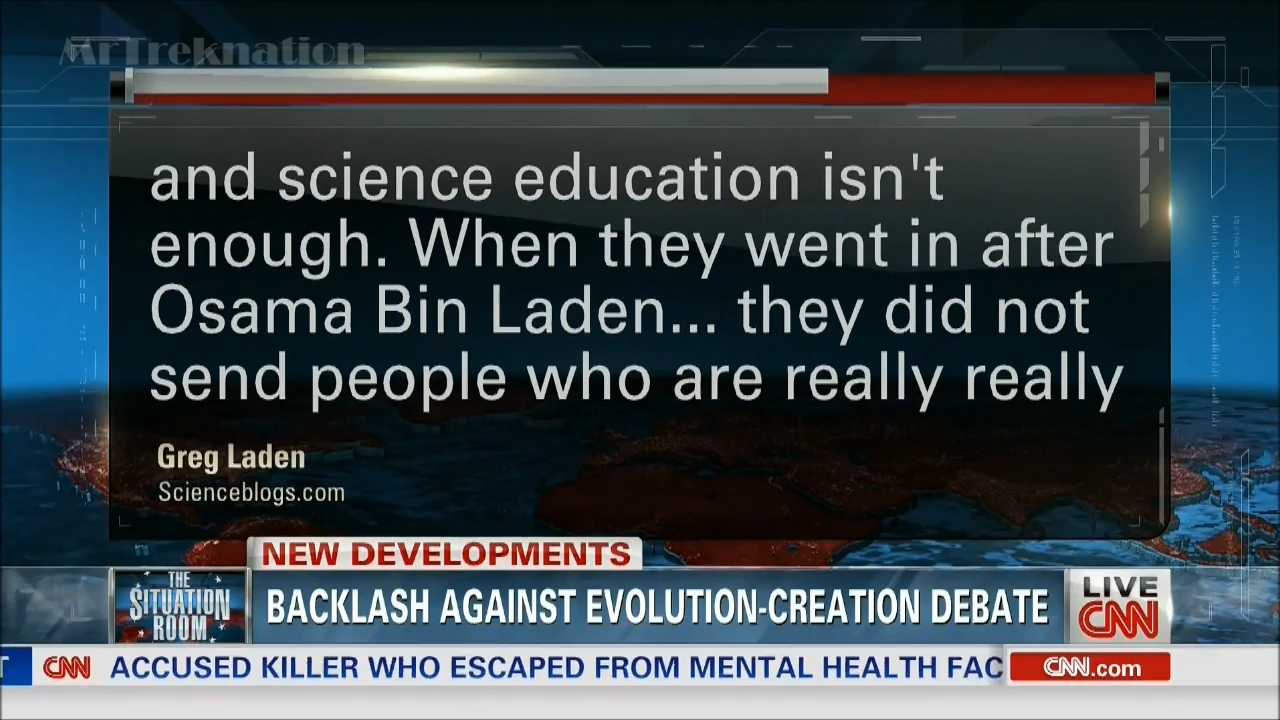 MrTreknation
and science education isn't
enough. When they went in after
Osama Bin Laden... they did not
send people who are really really
Greg Laden
Scienceblogs.com
NEW DEVELOPMENTS
THE
SITUATION
ROOM
BACKLASH AGAINST EVOLUTION-CREATION DEBATE
LIVE
CNN
T CNN ACCUSED KILLER WHO ESCAPED FROM MENTAL HEALTH FAC CNN.com